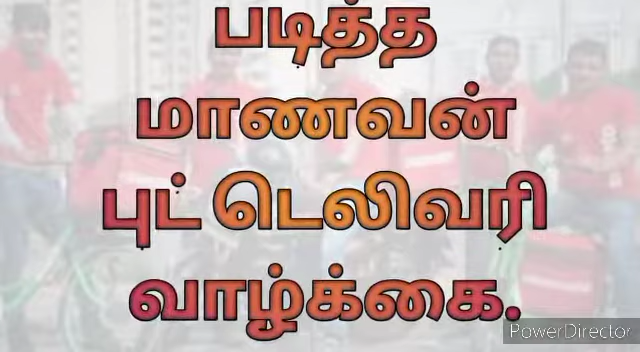 படித்த
மாணவன்
புட் டெலிவரி
வாழ்க்கை.
PowerDirector